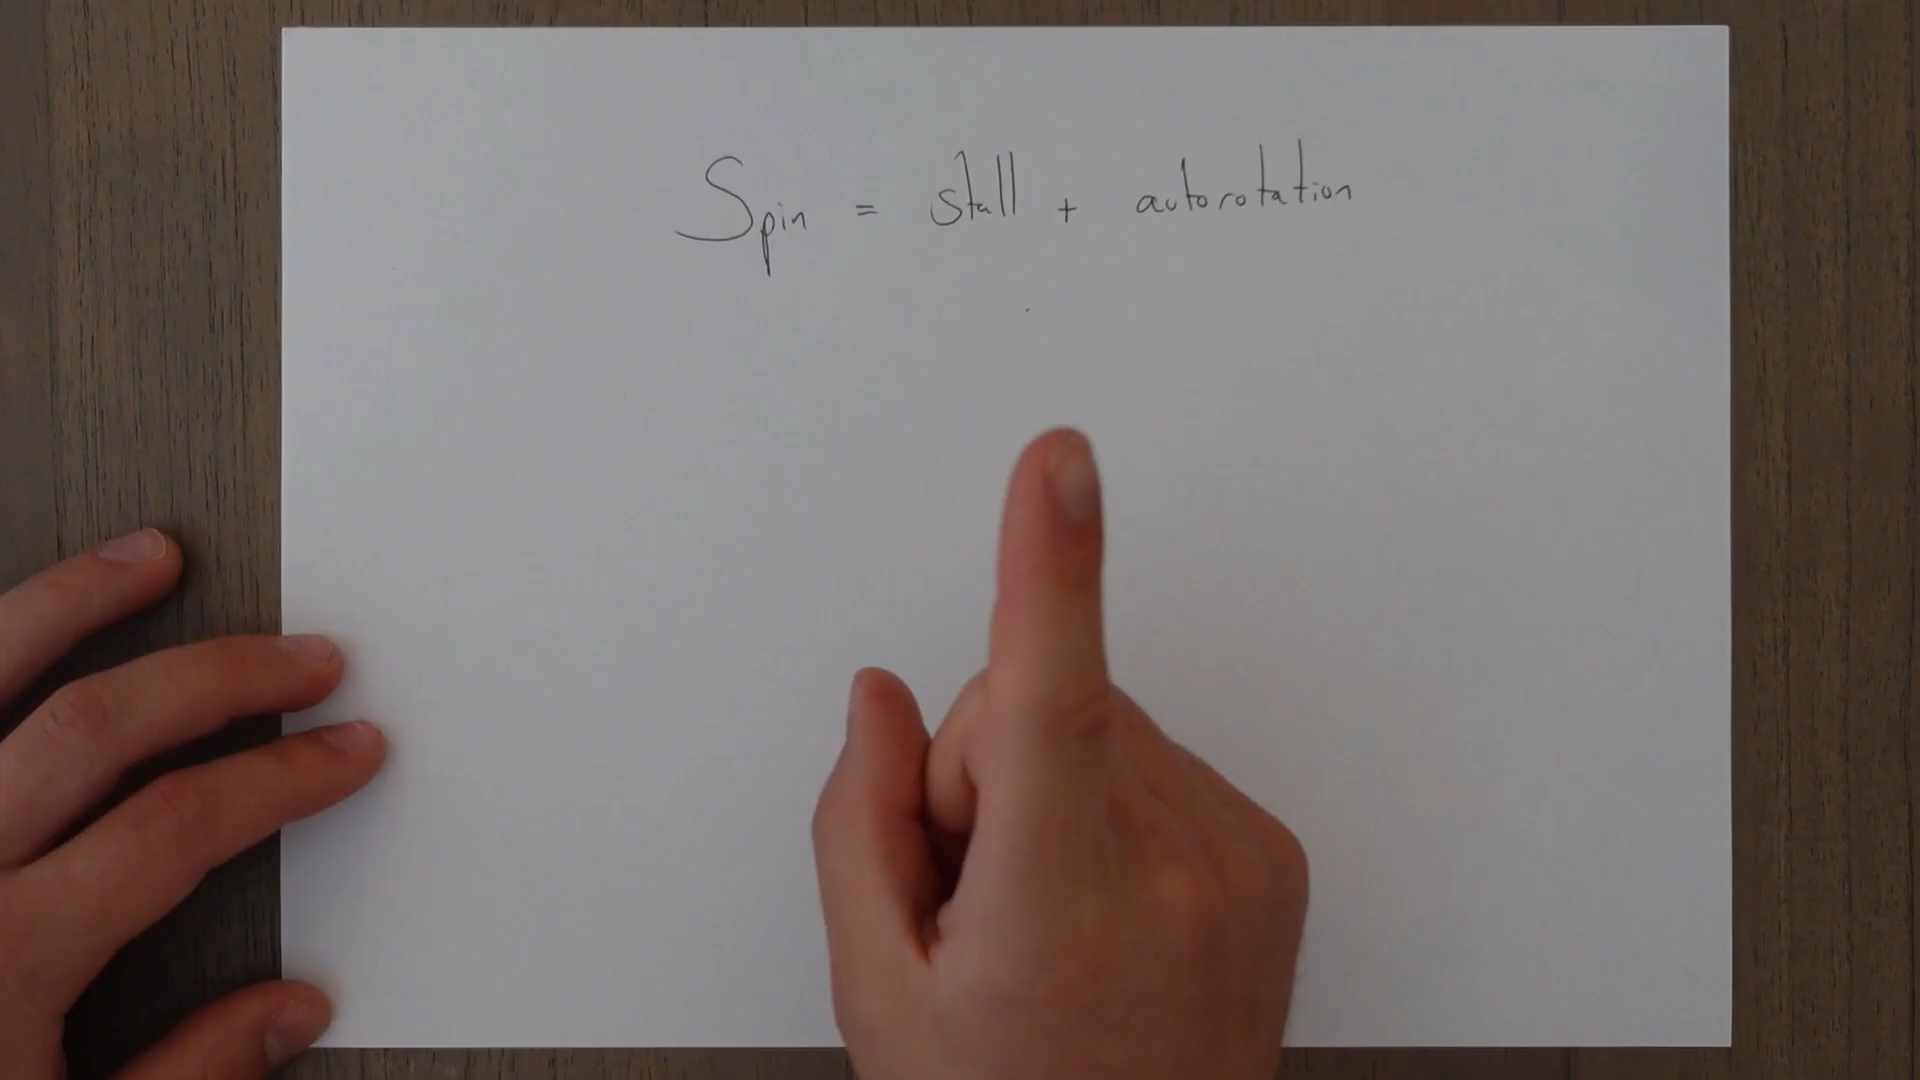 Spin = stall + autorotation